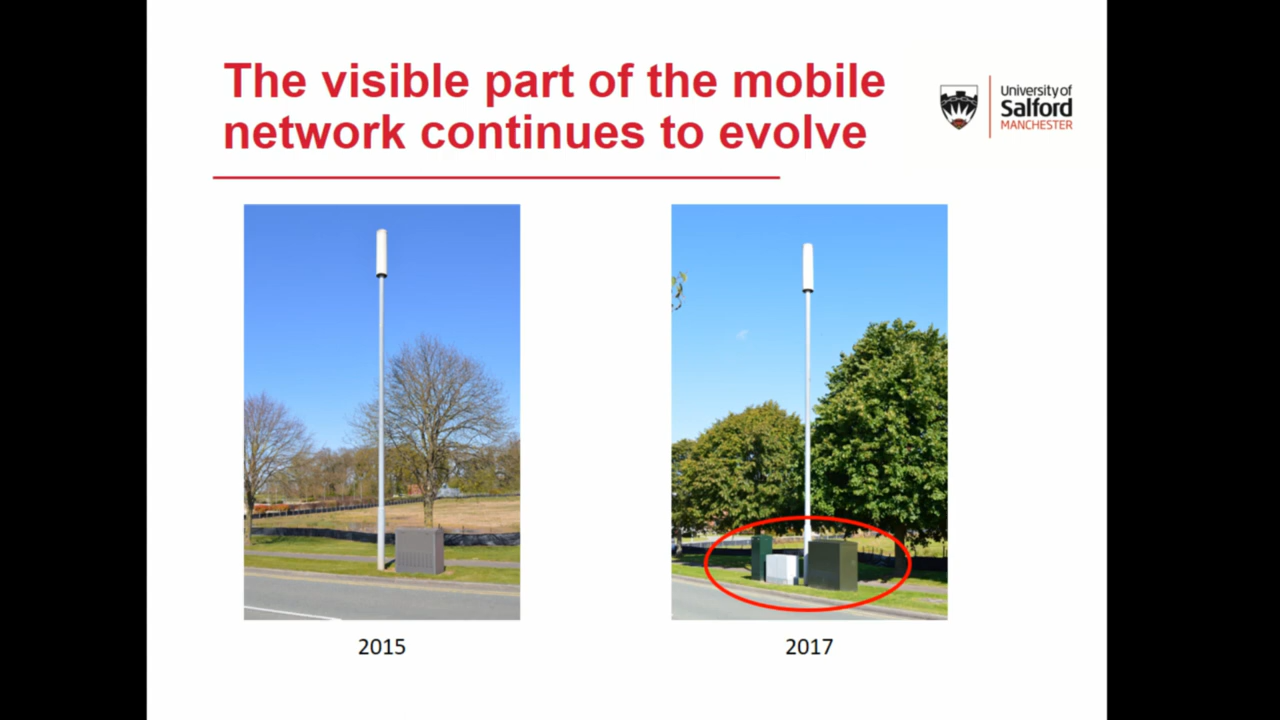 The visible part of the mobile
network continues to evolve
University of
Salford
MANCHESTER
2015
2017